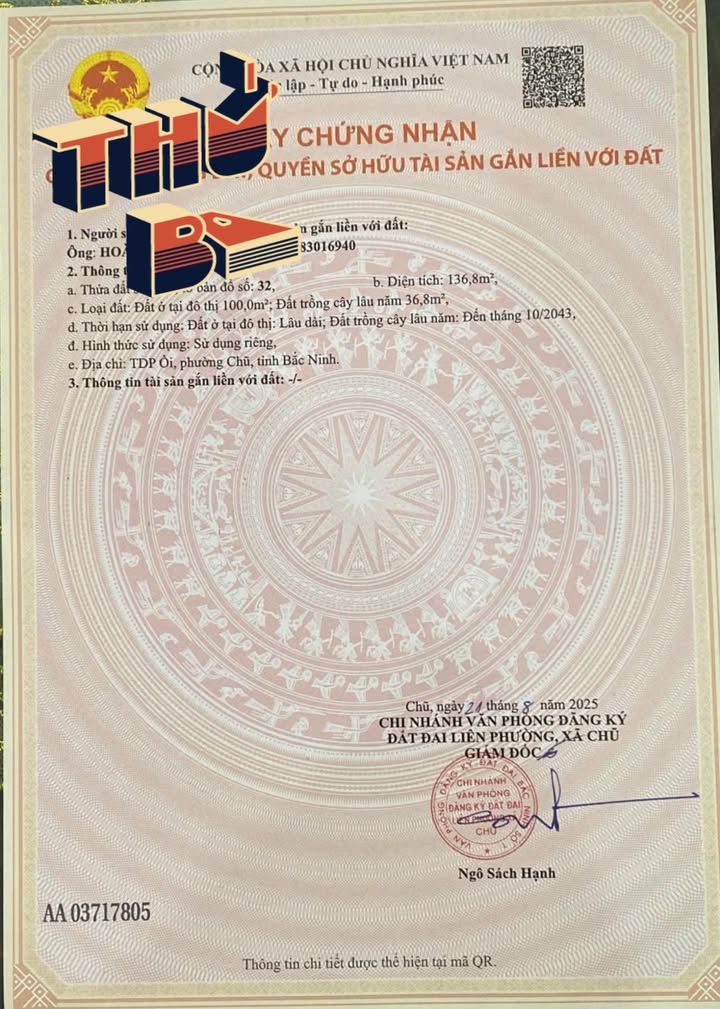 CỘNG HÒA XÃ HỘI CHỦ NGHĨA VIỆT NAM
lập - Tự do - Hạnh phúc
THỨ BA
CHỨNG NHẬN
QUYỀN SỞ HỮU TÀI SẢN GẮN LIỀN VỚI ĐẤT
1. Người gắn liền với đất:
Ông: 83016940
2. Thông
a. Thửa đất bản đồ số: 32, b. Diện tích: 136,8m²,
c. Loại đất: Đất ở tại đô thị 100,0m²; Đất trồng cây lâu năm 36,8m²,
d. Thời hạn sử dụng: Đất ở tại đô thị: Lâu dài; Đất trồng cây lâu năm: Đến tháng 10/2043,
đ. Hình thức sử dụng: Sử dụng riêng,
e. Địa chỉ: TDP Ổi, phường Chũ, tỉnh Bắc Ninh.
3. Thông tin tài sản gắn liền với đất: -/-
Chũ, ngày 21 tháng 8 năm 2025
CHI NHÁNH VĂN PHÒNG ĐĂNG KÝ
ĐẤT ĐAI LIÊN PHƯỜNG, XÃ CHŨ
GIÁM ĐỐC
CHI NHÁNH
VĂN PHÒNG
ĐĂNG KÝ ĐẤT ĐAI
CHŨ
Ngô Sách Hạnh
AA 03717805
Thông tin chi tiết được thể hiện tại mã QR.